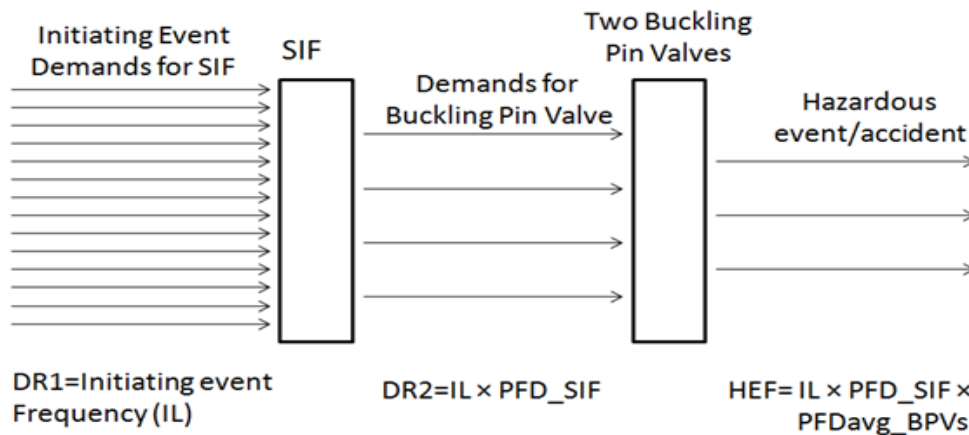 Initiating Event
Demands for SIF
SIF
Demands for
Buckling Pin Valve
Two Buckling
Pin Valves
Hazardous
event/accident
DR1=Initiating event
Frequency (IL)
DR2=IL × PFD_SIF
HEF= IL × PFD_SIF ×
PFDavg_BPVs